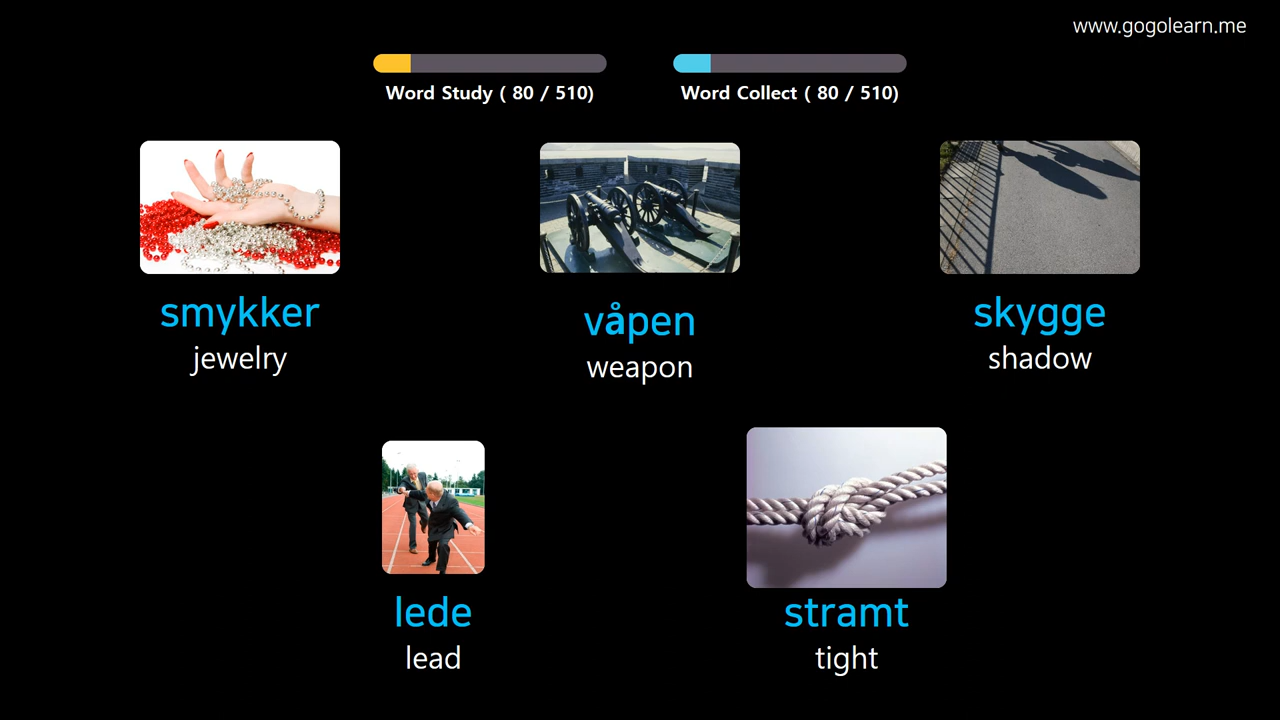 www.gogolearn.me
Word Study ( 80 / 510)
Word Collect ( 80 / 510)
smykker
jewelry
våpen
weapon
skygge
shadow
lede
lead
stramt
tight